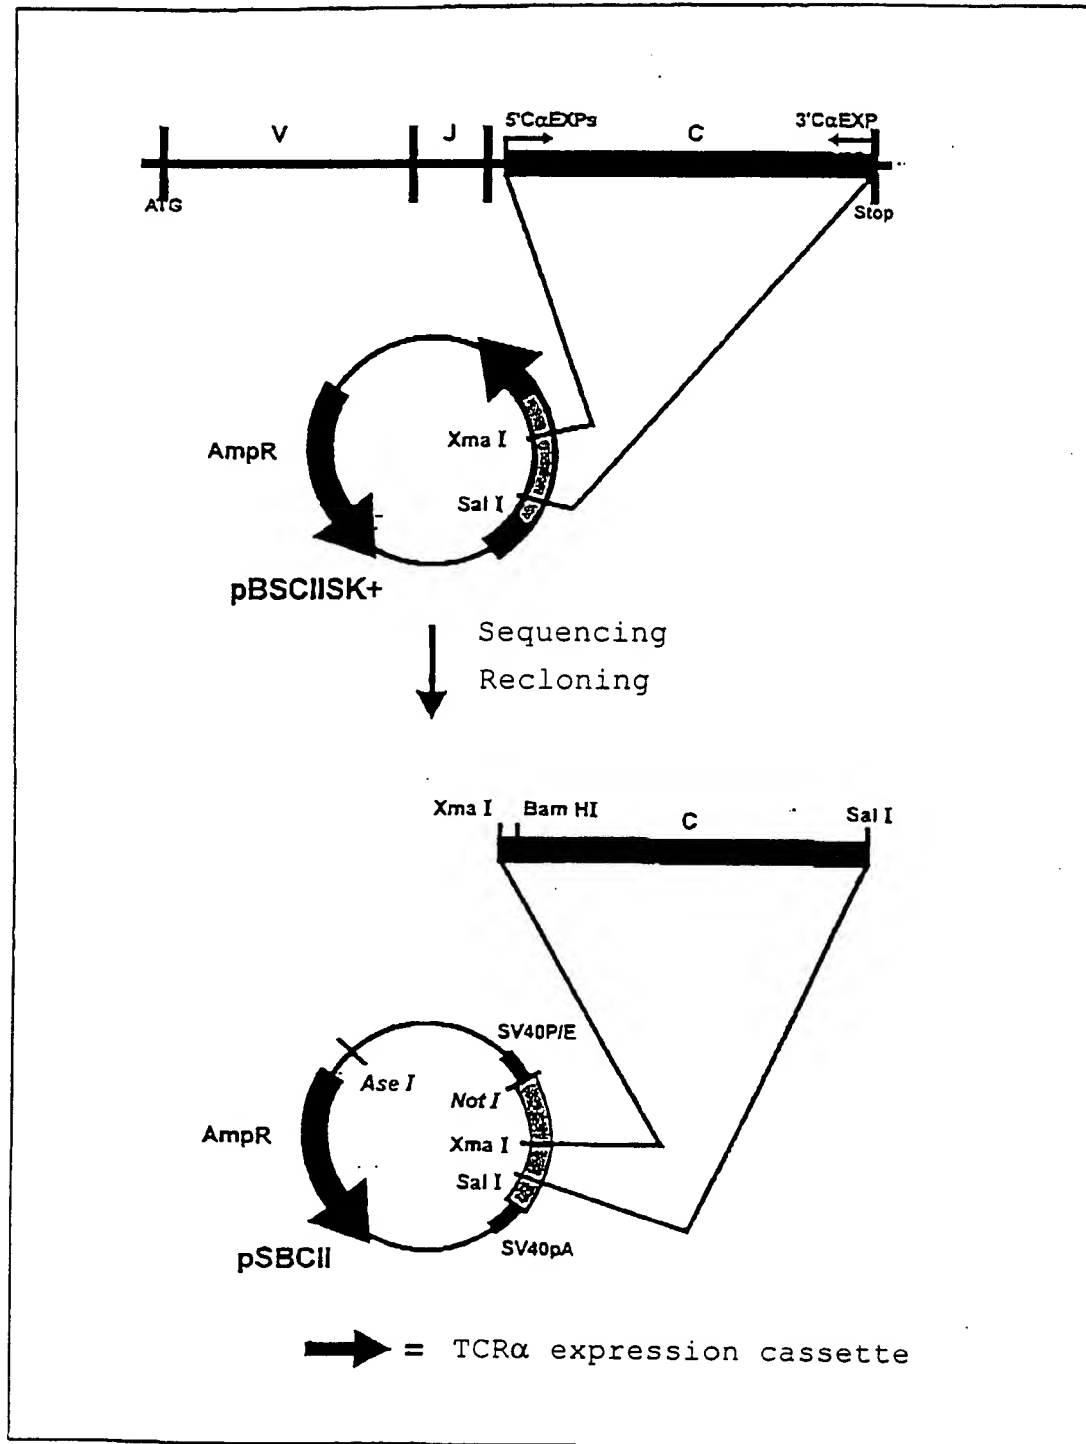 5'CαEXPs
3'CαEXP
V
J
C
ATG
Stop
AmpR
Xma I
Sal I
pBSCIISK+
Sequencing
Recloning
Xma I
Bam HI
C
Sal I
SV40P/E
Ase I
Not I
AmpR
Xma I
Sal I
SV40pA
pSBCII
= TCRα expression cassette